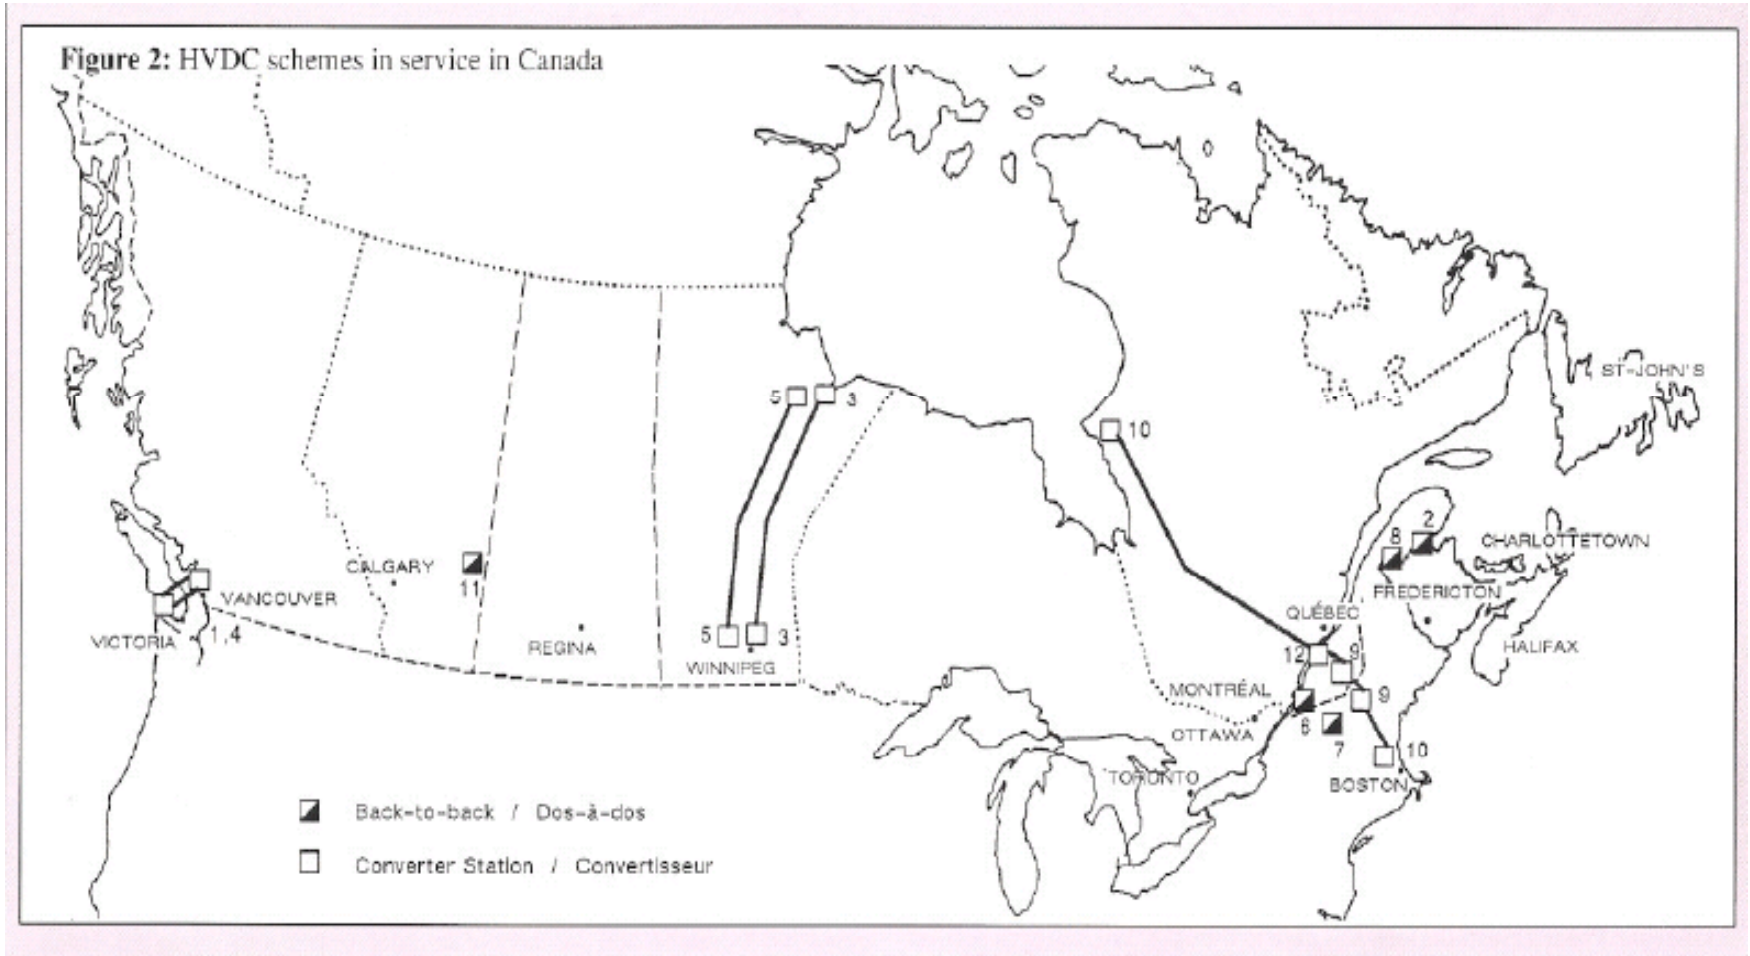 Figure 2: HVDC schemes in service in Canada
ST-JOHN'S
5
3
10
2
8
CHARLOTTETOWN
CALGARY
11
VANCOUVER
FREDERICTON
QUÉBEC
1,4
VICTORIA
REGINA
5
3
WINNIPEG
12
9
HALIFAX
MONTRÉAL
9
OTTAWA
6
7
10
TORONTO
BOSTON
Back-to-back / Dos-à-dos
Converter Station / Convertisseur